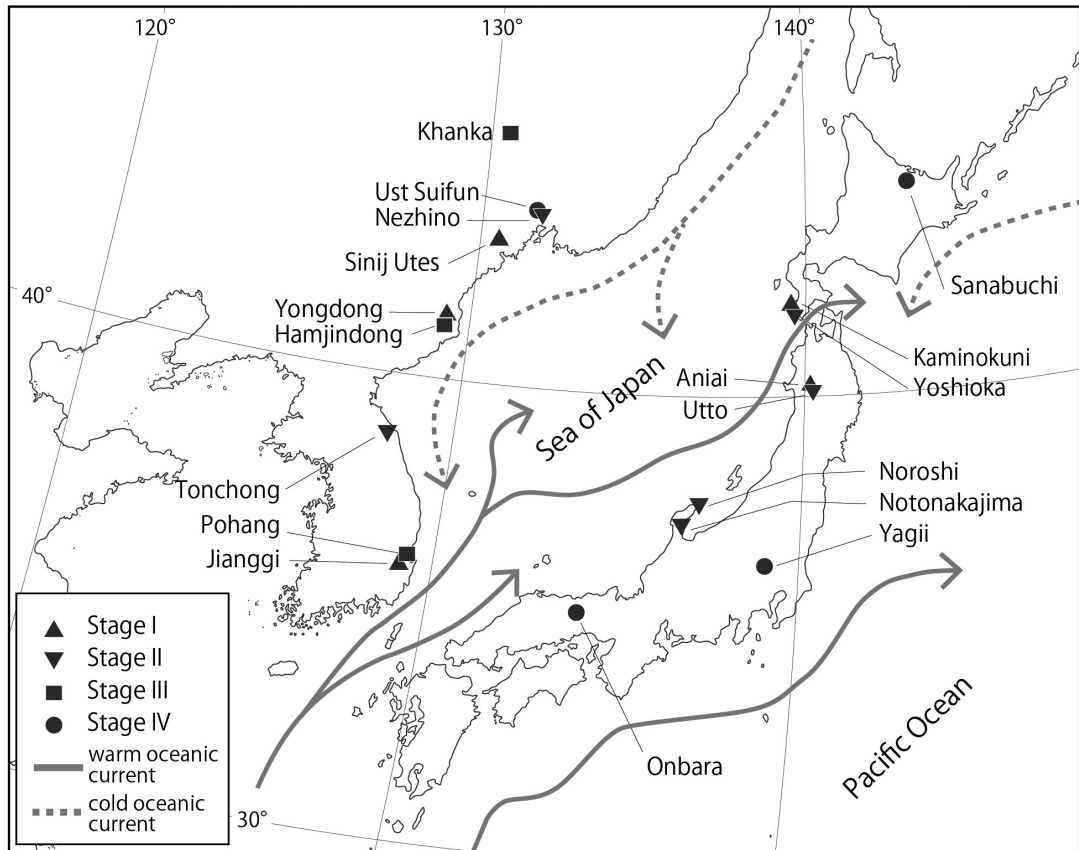 120°
130°
140°
Khanka
Ust Suifun
Nezhino
Sinij Utes
Sanabuchi
40°
Yongdong
Hamjindong
Kaminokuni
Yoshioka
Aniai
Utto
Sea of Japan
Tonchong
Noroshi
Notonakajima
Yagii
Pohang
Jianggi
Stage I
Stage II
Stage III
Stage IV
warm oceanic
current
cold oceanic
current
Onbara
Pacific Ocean
30°